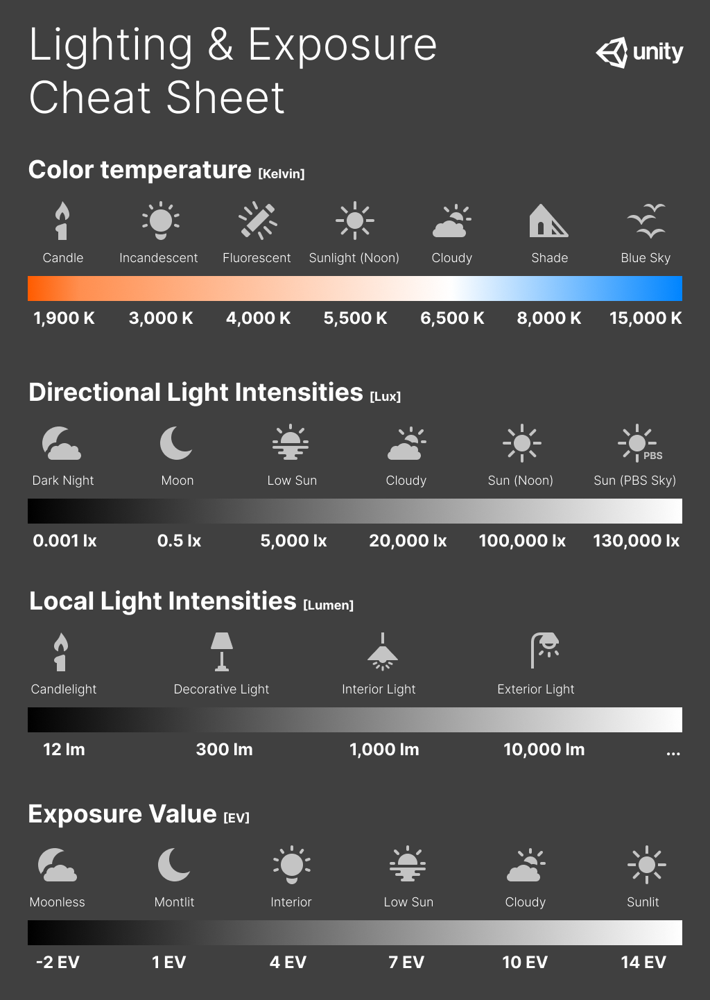 Lighting & Exposure
Cheat Sheet
unity
Color temperature [Kelvin]
Candle Incandescent Fluorescent Sunlight (Noon) Cloudy Shade Blue Sky
1,900 K 3,000 K 4,000 K 5,500 K 6,500 K 8,000 K 15,000 K
Directional Light Intensities [Lux]
PBS
Dark Night Moon Low Sun Cloudy Sun (Noon) Sun (PBS Sky)
0.001 lx 0.5 lx 5,000 lx 20,000 lx 100,000 lx 130,000 lx
Local Light Intensities [Lumen]
Candlelight Decorative Light Interior Light Exterior Light
12 lm 300 lm 1,000 lm 10,000 lm ...
Exposure Value [EV]
Moonless Montlit Interior Low Sun Cloudy Sunlit
-2 EV 1 EV 4 EV 7 EV 10 EV 14 EV